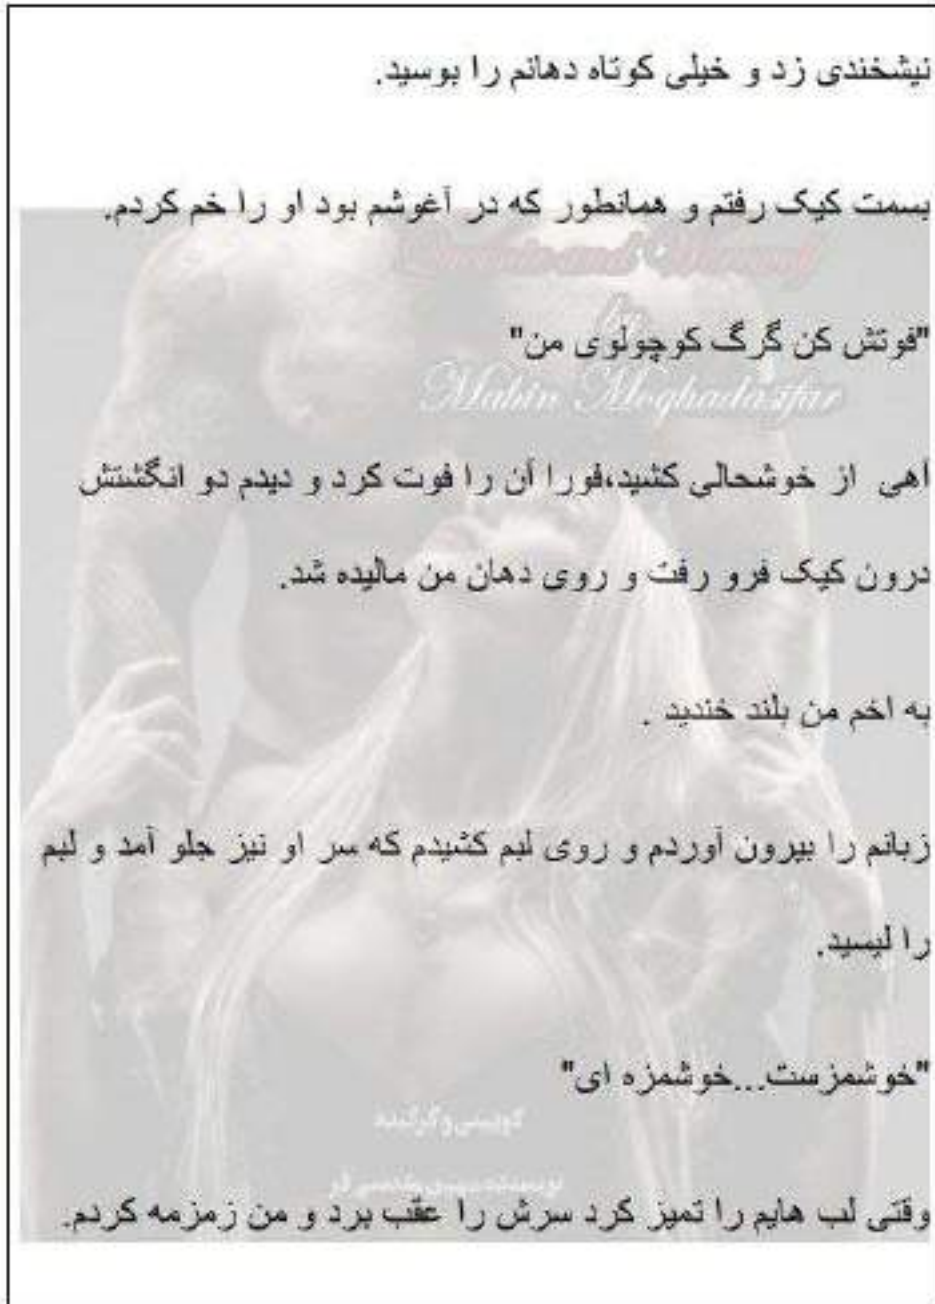 نیشخندی زد و خیلی کوتاه دهانم را بوسید.
بسمت کیک رفتم و همانطور که در آغوشم بود او را خم کردم.
"فوتش کن گرگ کوچولوی من"
by
Mahin Moghadasfar
آهی از خوشحالی کشید،فورا آن را فوت کرد و دیدم دو انگشتش
درون کیک فرو رفت و روی دهان من مالیده شد.
به اخم من بلند خندید .
زبانم را بیرون آوردم و روی لبم کشیدم که سر او نیز جلو آمد و لبم
را لیسید.
"خوشمزست...خوشمزه ای"
وقتی لب هایم را تمیز کرد سرش را عقب برد و من زمزمه کردم.